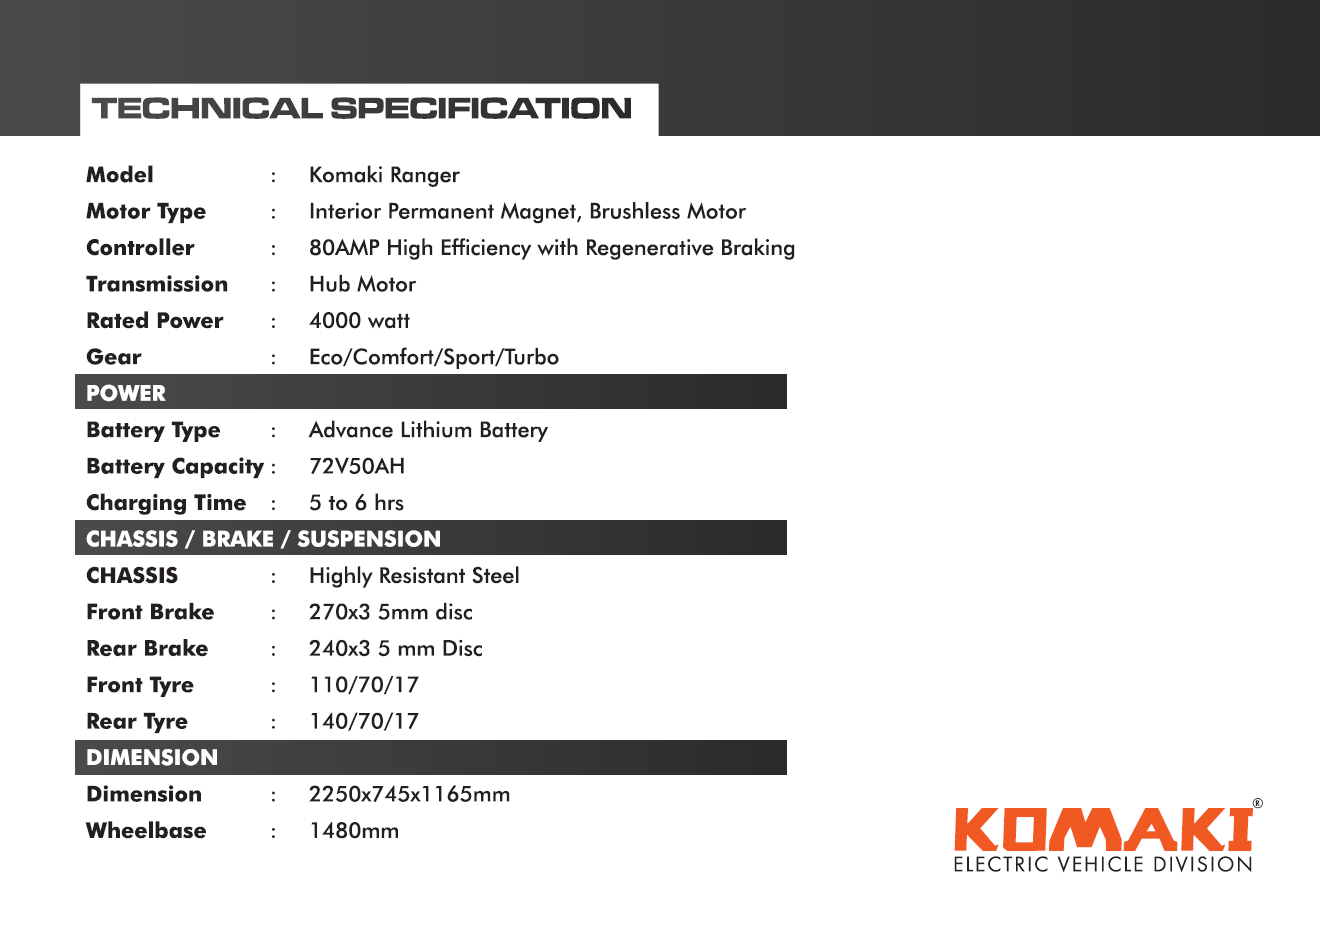 TECHNICAL SPECIFICATION
Model : Komaki Ranger
Motor Type : Interior Permanent Magnet, Brushless Motor
Controller : 80AMP High Efficiency with Regenerative Braking
Transmission : Hub Motor
Rated Power : 4000 watt
Gear : Eco/Comfort/Sport/Turbo
POWER
Battery Type : Advance Lithium Battery
Battery Capacity : 72V50AH
Charging Time : 5 to 6 hrs
CHASSIS / BRAKE / SUSPENSION
CHASSIS : Highly Resistant Steel
Front Brake : 270x3 5mm disc
Rear Brake : 240x3 5 mm Disc
Front Tyre : 110/70/17
Rear Tyre : 140/70/17
DIMENSION
Dimension : 2250x745x1165mm
Wheelbase : 1480mm
KOMAKI®
ELECTRIC VEHICLE DIVISION